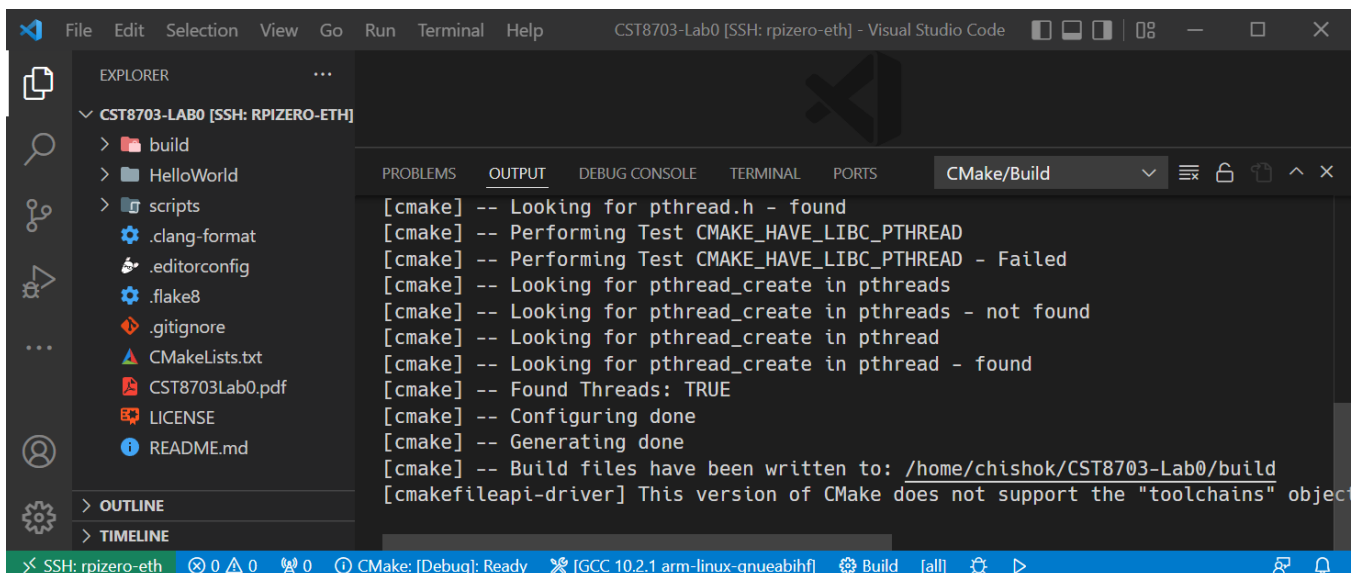 File Edit Selection View Go Run Terminal Help CST8703-Lab0 [SSH: rpizero-eth] - Visual Studio Code
EXPLORER
CST8703-LAB0 [SSH: RPIZERO-ETH]
build
HelloWorld
scripts
.clang-format
.editorconfig
.flake8
.gitignore
CMakeLists.txt
CST8703Lab0.pdf
LICENSE
README.md
OUTLINE
TIMELINE
PROBLEMS OUTPUT DEBUG CONSOLE TERMINAL PORTS CMake/Build
[cmake] -- Looking for pthread.h - found
[cmake] -- Performing Test CMAKE_HAVE_LIBC_PTHREAD
[cmake] -- Performing Test CMAKE_HAVE_LIBC_PTHREAD - Failed
[cmake] -- Looking for pthread_create in pthreads
[cmake] -- Looking for pthread_create in pthreads - not found
[cmake] -- Looking for pthread_create in pthread
[cmake] -- Looking for pthread_create in pthread - found
[cmake] -- Found Threads: TRUE
[cmake] -- Configuring done
[cmake] -- Generating done
[cmake] -- Build files have been written to: /home/chishok/CST8703-Lab0/build
[cmakefileapi-driver] This version of CMake does not support the "toolchains" objec
SSH: rpizero-eth 0 0 0 CMake: [Debug]: Ready [GCC 10.2.1 arm-linux-gnueabihf] Build [all]